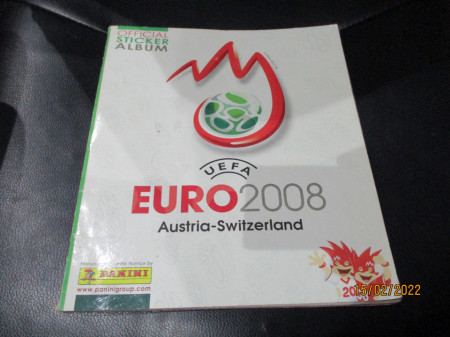 OFFICIAL
STICKER
ALBUM
UEFA
EURO2008
Austria-Switzerland
PANINI
www.paninigroup.com
15/02/2022